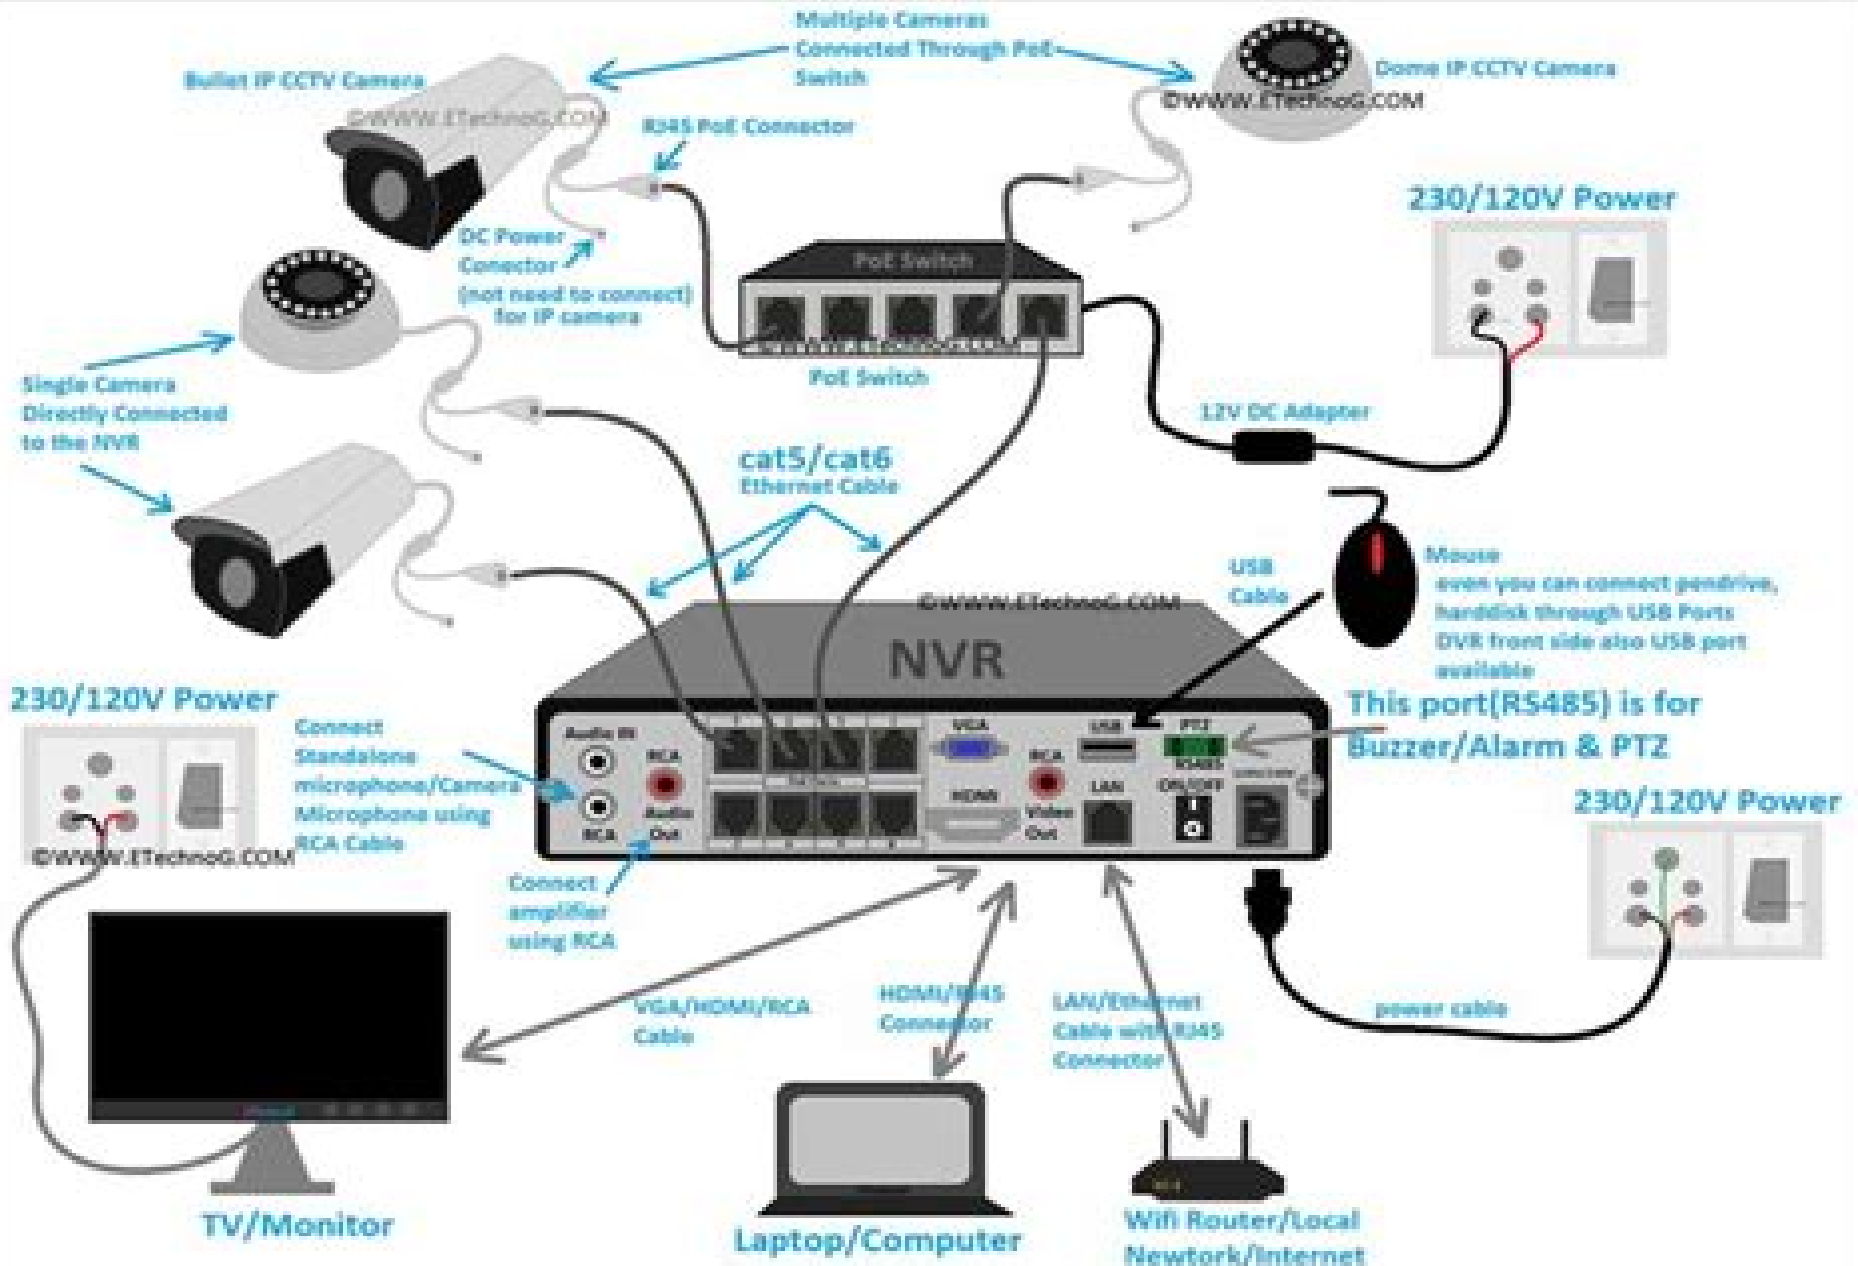 Multiple Cameras
Connected Through PoE
Switch
Bullet IP CCTV Camera
Dome IP CCTV Camera
©WWW.ETechnoG.COM
©WWW.ETechnoG.COM
RJ45 PoE Connector
230/120V Power
DC Power
Conector
(not need to connect)
for IP camera
PoE Switch
PoE Switch
Single Camera
Directly Connected
to the NVR
12V DC Adapter
cat5/cat6
Ethernet Cable
USB
Cable
Mouse
even you can connect pendrive,
harddisk through USB Ports
DVR front side also USB port
available
©WWW.ETechnoG.COM
NVR
230/120V Power
This port(RS485) is for
Buzzer/Alarm & PTZ
Connect
Standalone
microphone/Camera
Microphone using
RCA Cable
Audio IN
RCA
RCA
Audio
Out
VGA
HDMI
RCA
Video
Out
USB
LAN
PTZ
RS485
ON/OFF
230/120V Power
©WWW.ETechnoG.COM
Connect
amplifier
using RCA
VGA/HDMI/RCA
Cable
HDMI/RJ45
Connector
LAN/Ethernet
Cable with RJ45
Connector
power cable
TV/Monitor
Laptop/Computer
Wifi Router/Local
Newtork/Internet